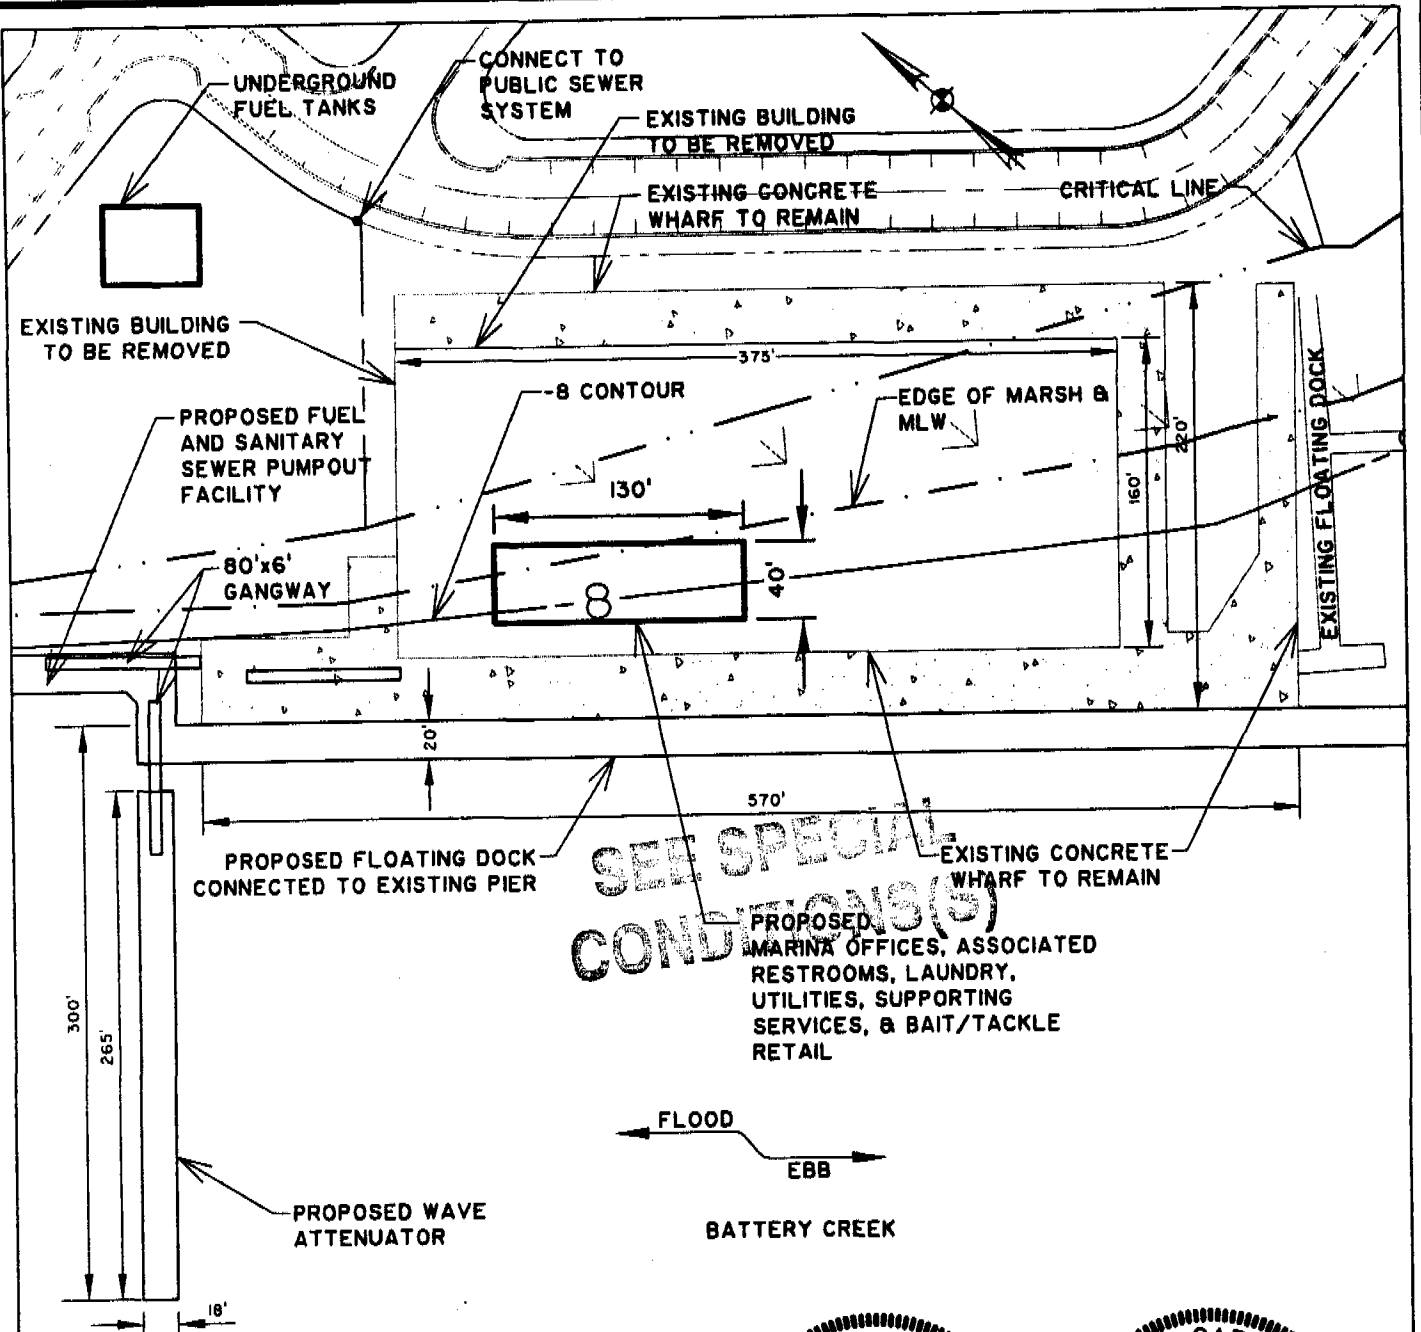 UNDERGROUND
FUEL TANKS
CONNECT TO
PUBLIC SEWER
SYSTEM
EXISTING BUILDING
TO BE REMOVED
EXISTING CONCRETE
WHARF TO REMAIN
CRITICAL LINE
EXISTING BUILDING
TO BE REMOVED
375'
-8 CONTOUR
EDGE OF MARSH &
MLW
PROPOSED FUEL
AND SANITARY
SEWER PUMPOUT
FACILITY
130'
160'
220'
EXISTING FLOATING DOCK
80'x6'
GANGWAY
40'
8
20'
570'
SEE SPECIAL
CONDITIONS(S)
PROPOSED FLOATING DOCK
CONNECTED TO EXISTING PIER
EXISTING CONCRETE
WHARF TO REMAIN
PROPOSED
MARINA OFFICES, ASSOCIATED
RESTROOMS, LAUNDRY,
UTILITIES, SUPPORTING
SERVICES, & BAIT/TACKLE
RETAIL
300'
265'
FLOOD
EBB
PROPOSED WAVE
ATTENUATOR
BATTERY CREEK
18'